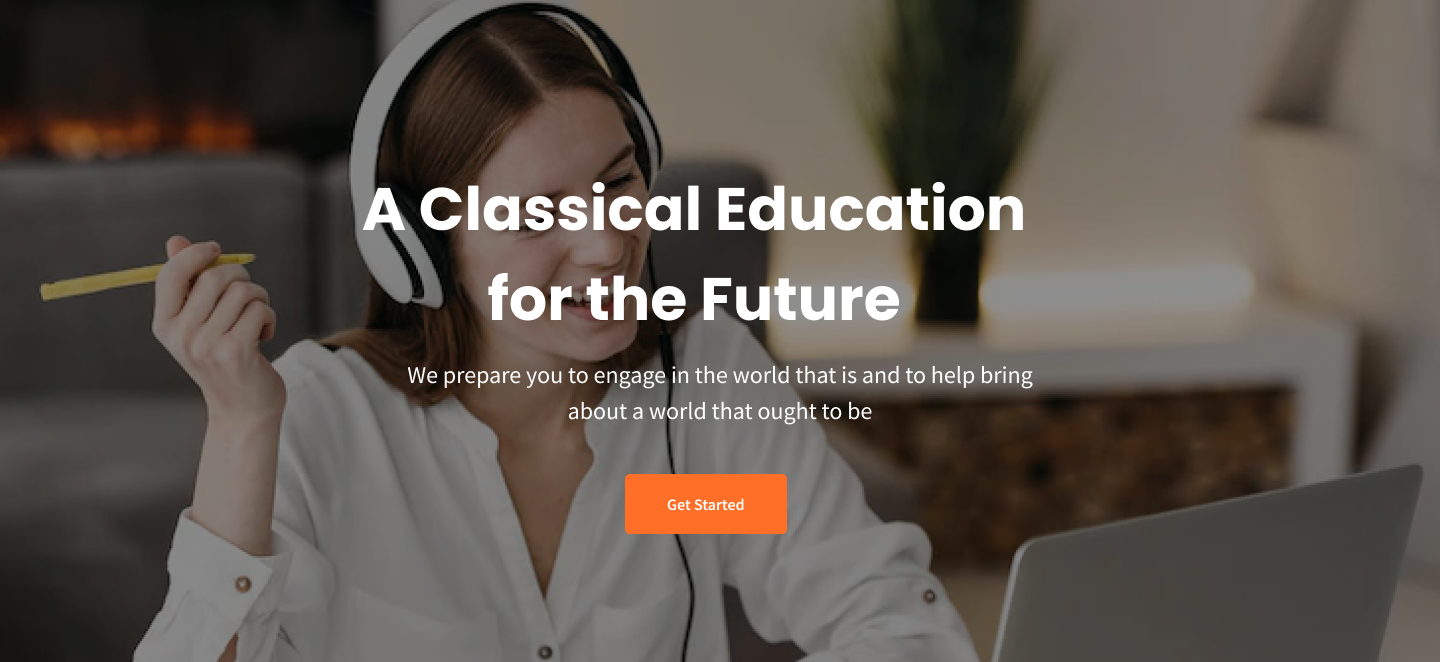 A Classical Education
for the Future
We prepare you to engage in the world that is and to help bring
about a world that ought to be
Get Started